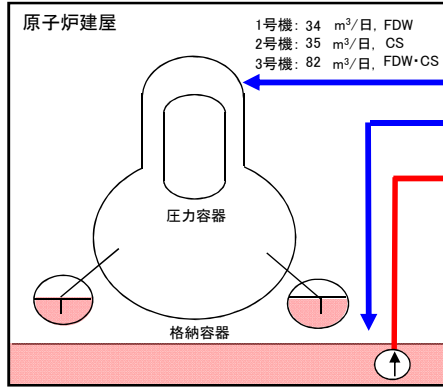 原子炉建屋
1号機: 34 m³/日, FDW
2号機: 35 m³/日, CS
3号機: 82 m³/日, FDW・CS
圧力容器
格納容器